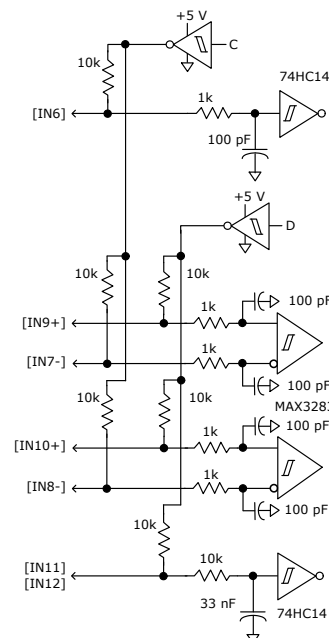 +5 V
C
10k
74HC14
1k
[IN6]
100 pF
+5 V
D
10k
10k
100 pF
1k
[IN9+]
1k
[IN7-]
100 pF
10k
10k
MAX3283
100 pF
1k
[IN10+]
1k
[IN8-]
100 pF
10k
[IN11]
10k
[IN12]
33 nF
74HC14